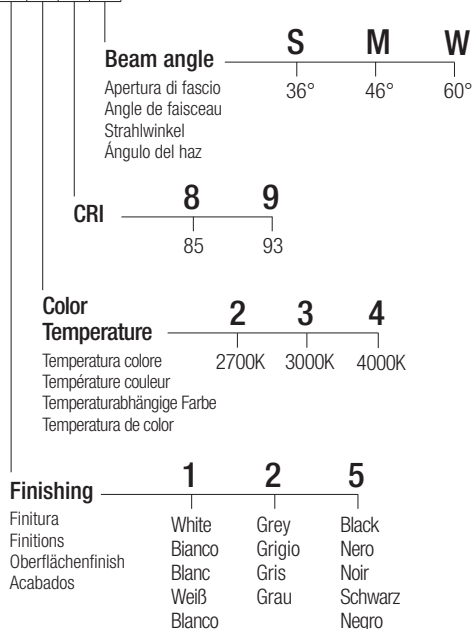 Beam angle
Apertura di fascio
Angle de faisceau
Strahlwinkel
Ángulo del haz
S M W
36° 46° 60°
CRI
8 9
85 93
Color
Temperature
Temperatura colore
Température couleur
Temperaturabhängige Farbe
Temperatura de color
2 3 4
2700K 3000K 4000K
Finishing
Finitura
Finitions
Oberflächenfinish
Acabados
1 2 5
White Grey Black
Bianco Grigio Nero
Blanc Gris Noir
Weiß Grau Schwarz
Blanco Negro